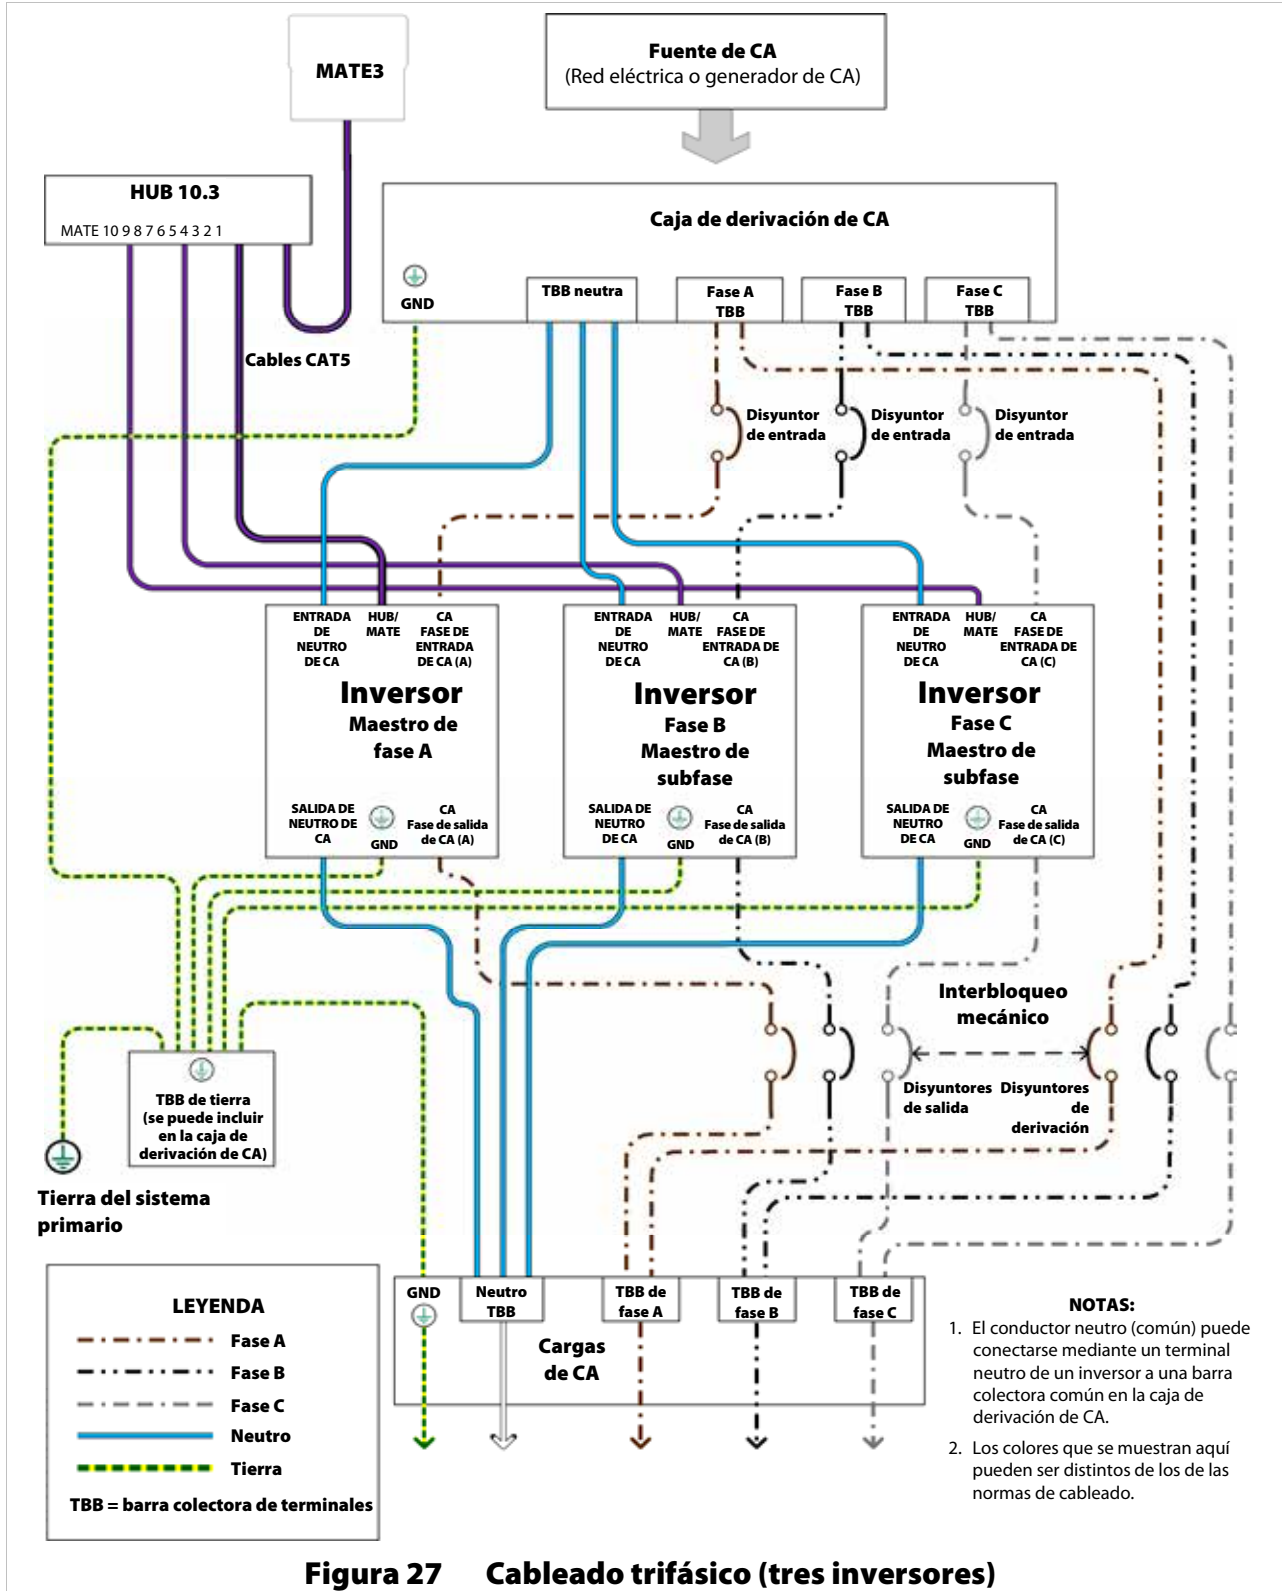 MATE3
Fuente de CA
(Red eléctrica o generador de CA)
HUB 10.3
MATE 10 9 8 7 6 5 4 3 2 1
Caja de derivación de CA
GND
TBB neutra
Fase A
TBB
Fase B
TBB
Fase C
TBB
Cables CAT5
Disyuntor
de entrada
Disyuntor
de entrada
Disyuntor
de entrada
ENTRADA
DE
NEUTRO
DE CA
HUB/
MATE
CA
FASE DE
ENTRADA
DE CA (A)
Inversor
Maestro de
fase A
SALIDA DE
NEUTRO DE
CA
GND
CA
Fase de salida
de CA (A)
ENTRADA
DE
NEUTRO
DE CA
HUB/
MATE
CA
FASE DE
ENTRADA DE
CA (B)
Inversor
Fase B
Maestro de
subfase
SALIDA DE
NEUTRO
DE CA
GND
CA
Fase de salida
de CA (B)
ENTRADA
DE
NEUTRO
DE CA
HUB/
MATE
CA
FASE DE
ENTRADA DE
CA (C)
Inversor
Fase C
Maestro de
subfase
SALIDA DE
NEUTRO
DE CA
GND
CA
Fase de salida
de CA (C)
Interbloqueo
mecánico
Disyuntores
de salida
Disyuntores
de
derivación
TBB de tierra
(se puede incluir
en la caja de
derivación de CA)
Tierra del sistema
primario
GND
Neutro
TBB
TBB de
fase A
TBB de
fase B
TBB de
fase C
Cargas
de CA
LEYENDA
Fase A
Fase B
Fase C
Neutro
Tierra
TBB = barra colectora de terminales
NOTAS:
1. El conductor neutro (común) puede
conectarse mediante un terminal
neutro de un inversor a una barra
colectora común en la caja de
derivación de CA.
2. Los colores que se muestran aquí
pueden ser distintos de los de las
normas de cableado.
Figura 27 Cableado trifásico (tres inversores)